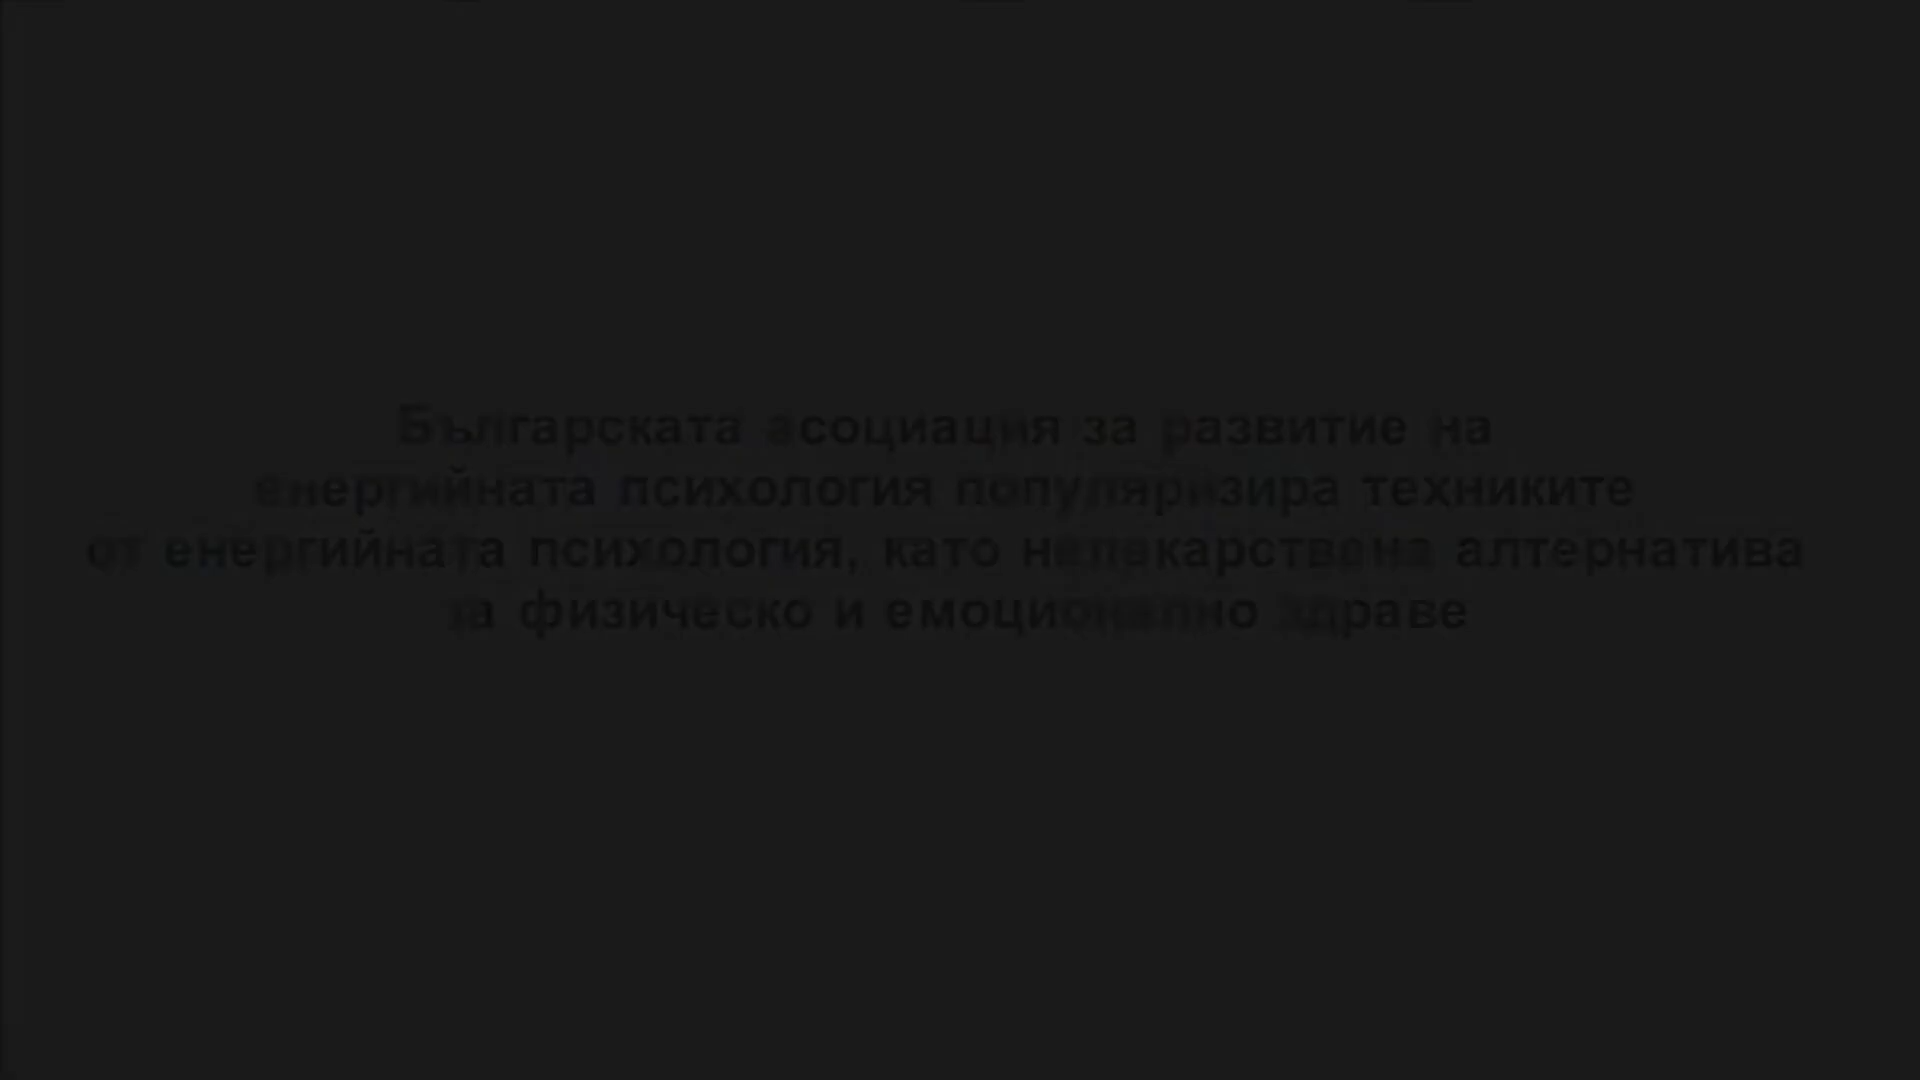 Българската асоциация за развитие на
енергийната психология популяризира техниките
от енергийната психология, като нелекарствена алтернатива
за физическо и емоционално здраве